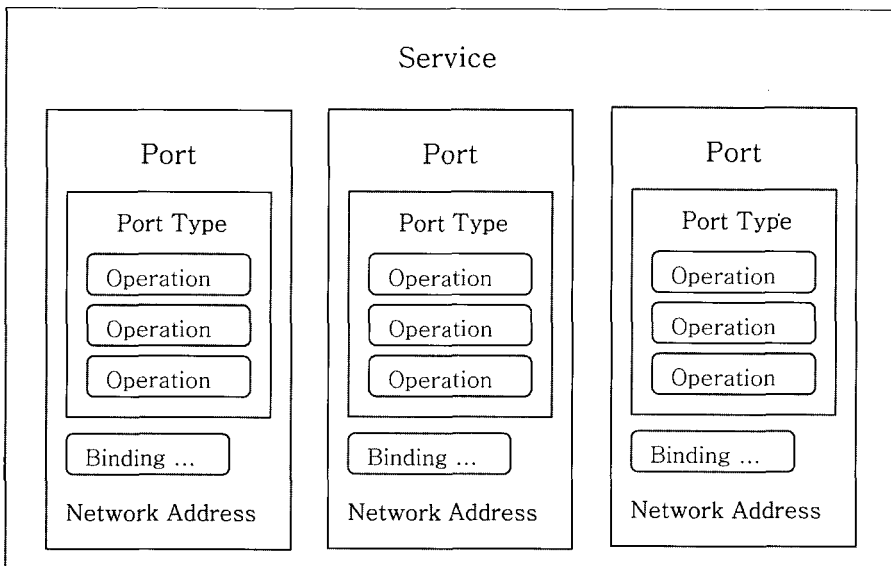 Service
Port
Port Type
Operation
Operation
Operation
Binding ...
Network Address
Port
Port Type
Operation
Operation
Operation
Binding ...
Network Address
Port
Port Type
Operation
Operation
Operation
Binding ...
Network Address